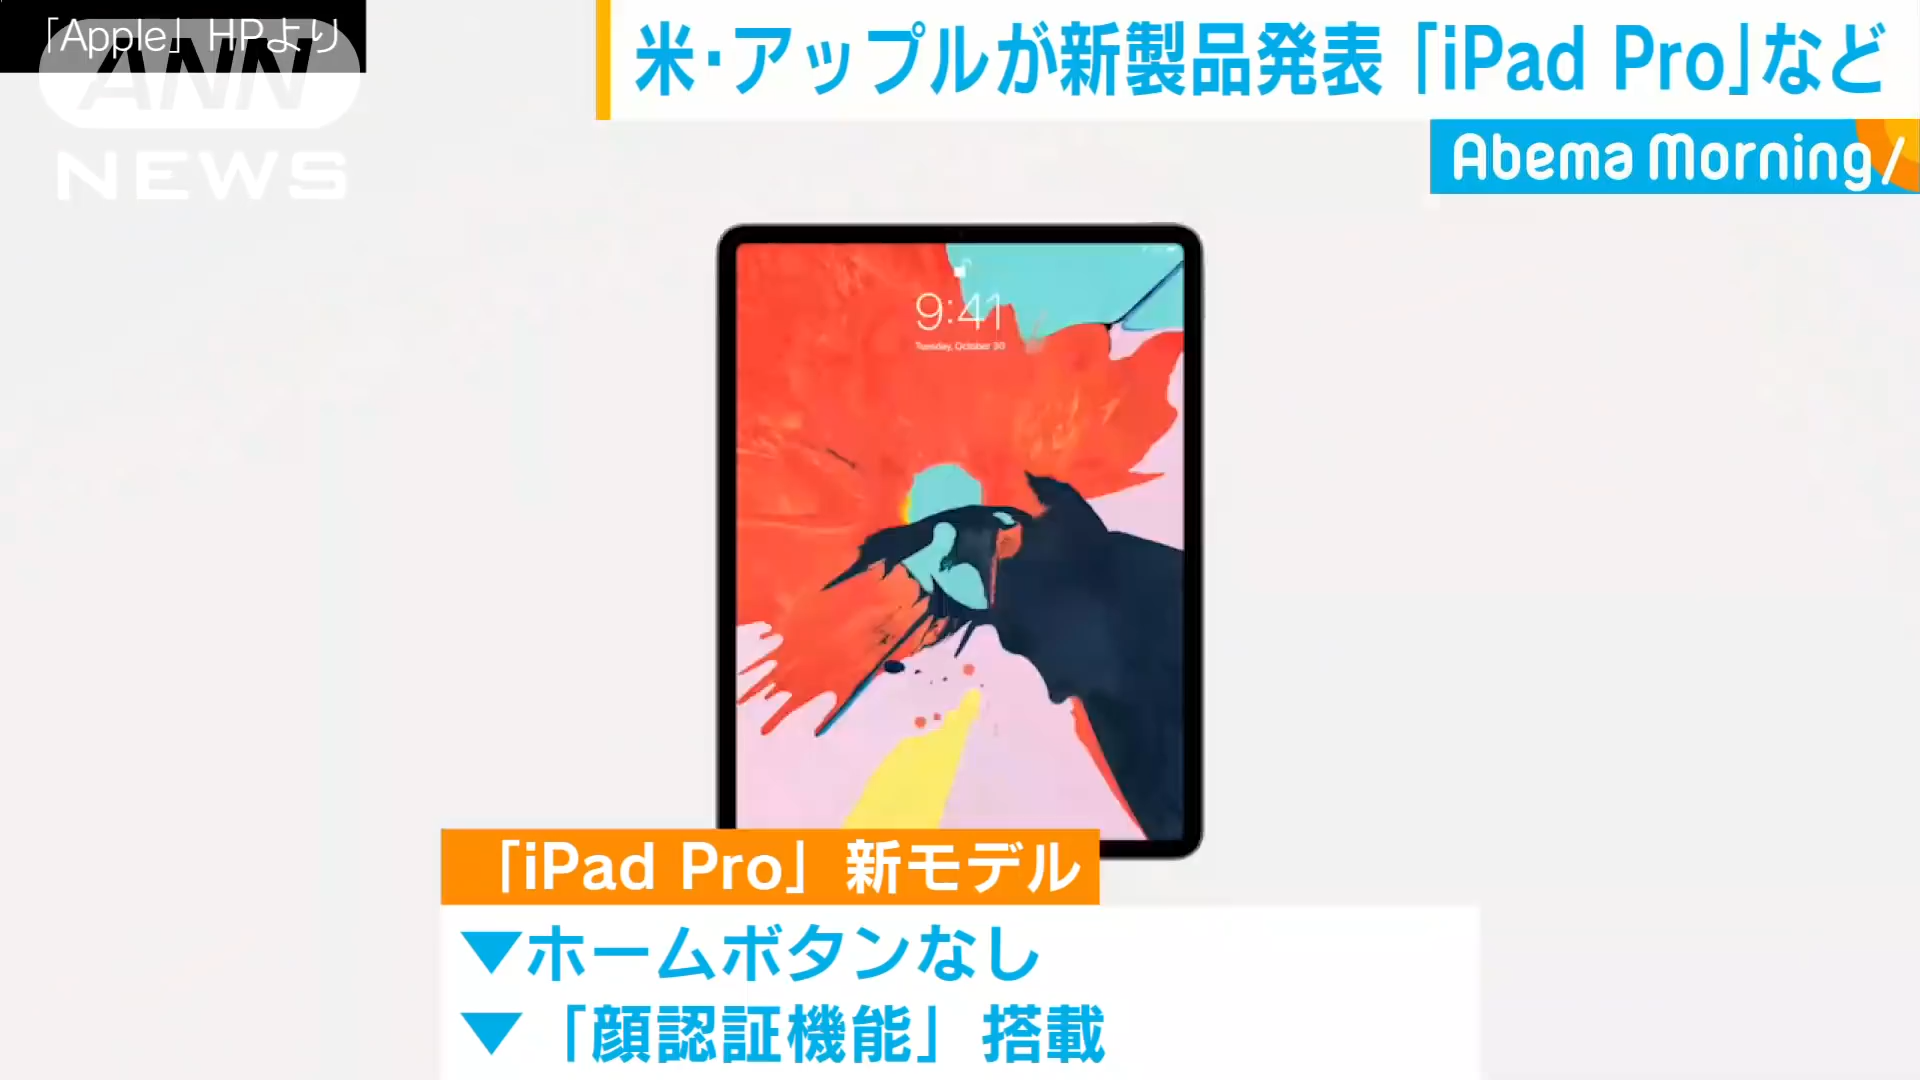 「Apple」HPより
ANN
NEWS
米・アップルが新製品発表「iPad Pro」など
Abema Morning/
9:41
Tuesday, October 30
「iPad Pro」新モデル
▼ホームボタンなし
▼「顔認証機能」搭載